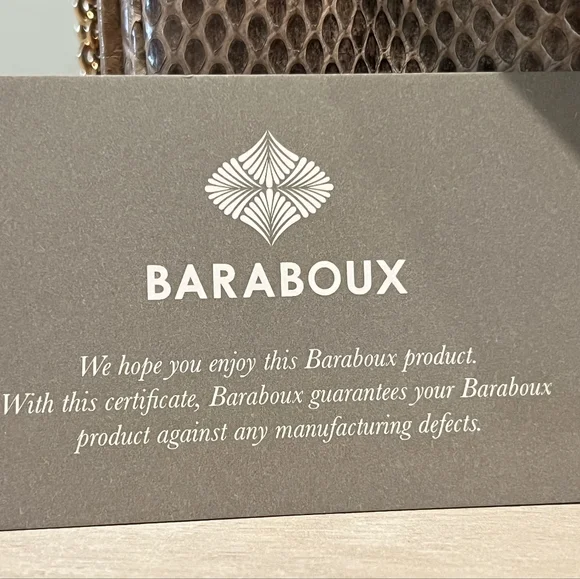 BARABOUX
We hope you enjoy this Baraboux product.
With this certificate, Baraboux guarantees your Baraboux
product against any manufacturing defects.